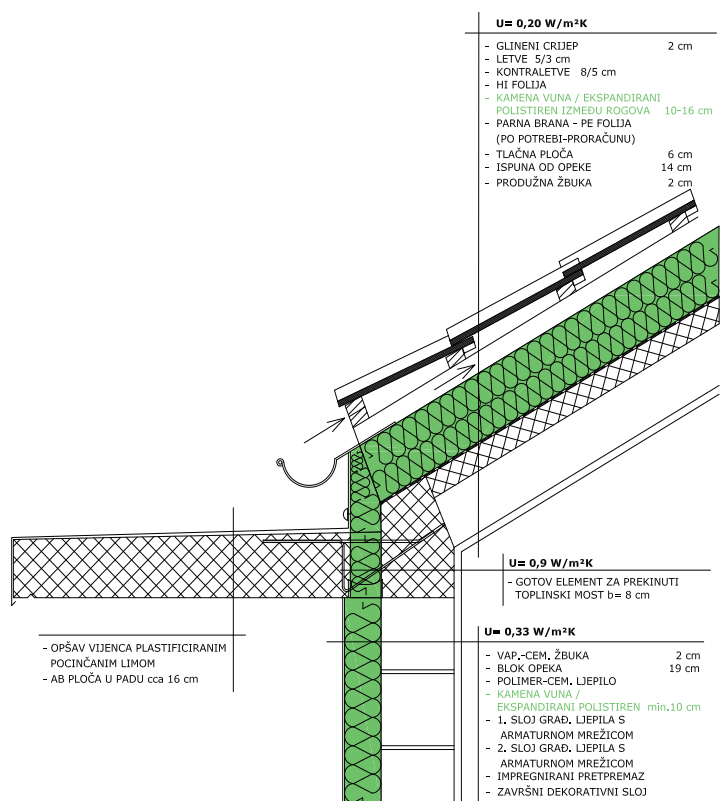 U= 0,20 W/m²K
- GLINENI CRIJEP 2 cm
- LETVE 5/3 cm
- KONTRALETVE 8/5 cm
- HI FOLIJA
- KAMENA VUNA / EKSPANDIRANI
POLISTIREN IZMEĐU ROGOVA 10-16 cm
- PARNA BRANA - PE FOLIJA
(PO POTREBI-PRORAČUNU)
- TLAČNA PLOČA 6 cm
- ISPUNA OD OPEKE 14 cm
- PRODUŽNA ŽBUKA 2 cm
U= 0,9 W/m²K
- GOTOV ELEMENT ZA PREKINUTI
TOPLINSKI MOST b= 8 cm
- OPŠAV VIJENCA PLASTIFICIRANIM
POCINČANIM LIMOM
- AB PLOČA U PADU cca 16 cm
U= 0,33 W/m²K
- VAP.-CEM. ŽBUKA 2 cm
- BLOK OPEKA 19 cm
- POLIMER-CEM. LJEPILO
- KAMENA VUNA /
EKSPANDIRANI POLISTIREN min.10 cm
- 1. SLOJ GRAĐ. LJEPILA S
ARMATURNOM MREŽICOM
- 2. SLOJ GRAĐ. LJEPILA S
ARMATURNOM MREŽICOM
- IMPREGNIRANI PRETPREMAZ
- ZAVRŠNI DEKORATIVNI SLOJ